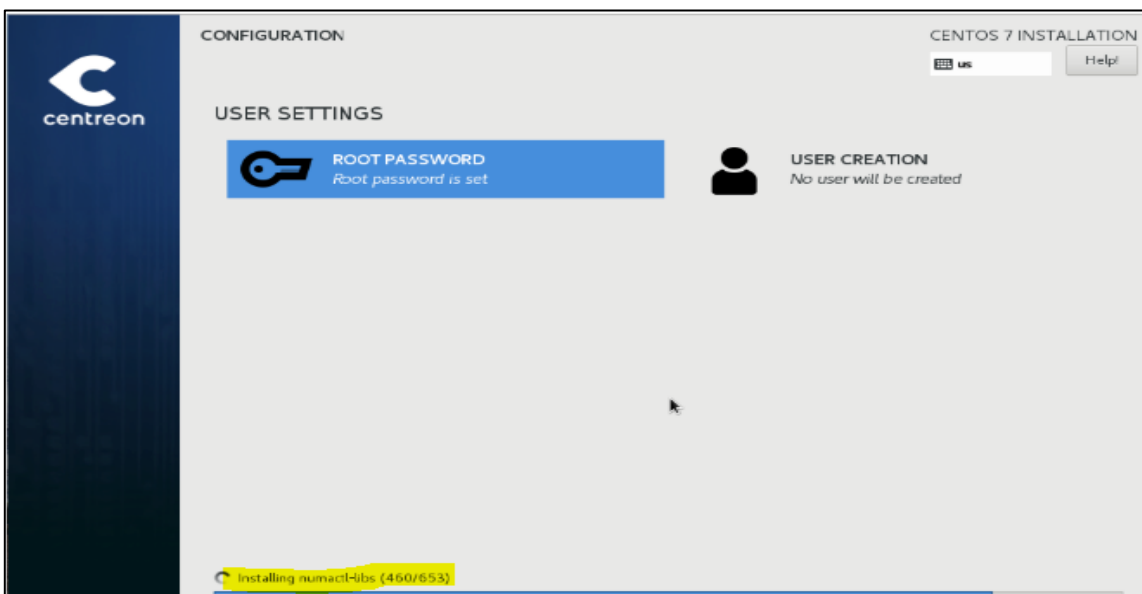 CONFIGURATION
CENTOS 7 INSTALLATION
us
Help!
centreon
USER SETTINGS
ROOT PASSWORD
Root password is set
USER CREATION
No user will be created
Installing numactl-libs (460/653)